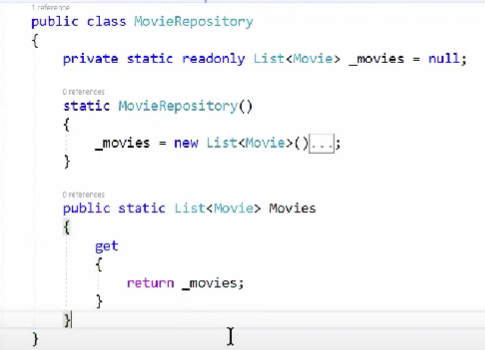 1 reference
public class MovieRepository
{
private static readonly List<Movie> _movies = null;
0 references
static MovieRepository()
{
_movies = new List<Movie>()...;
}
0 references
public static List<Movie> Movies
{
get
{
return _movies;
}
}
}